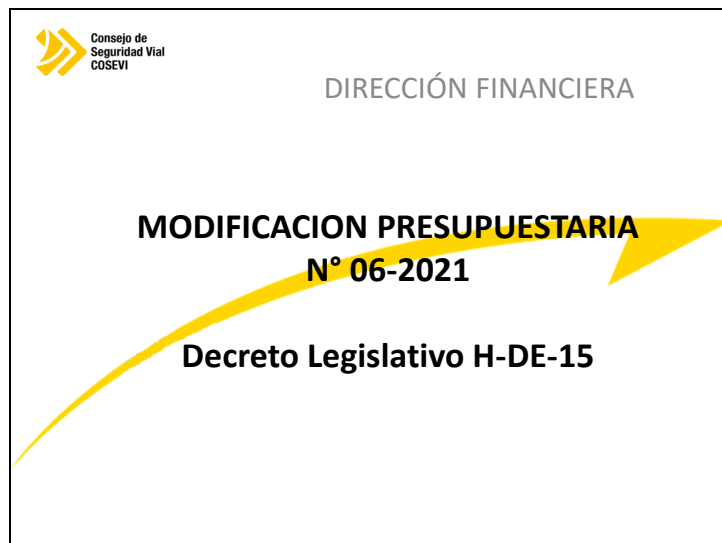 Consejo de
Seguridad Vial
COSEVI
DIRECCIÓN FINANCIERA
MODIFICACION PRESUPUESTARIA
N° 06-2021
Decreto Legislativo H-DE-15